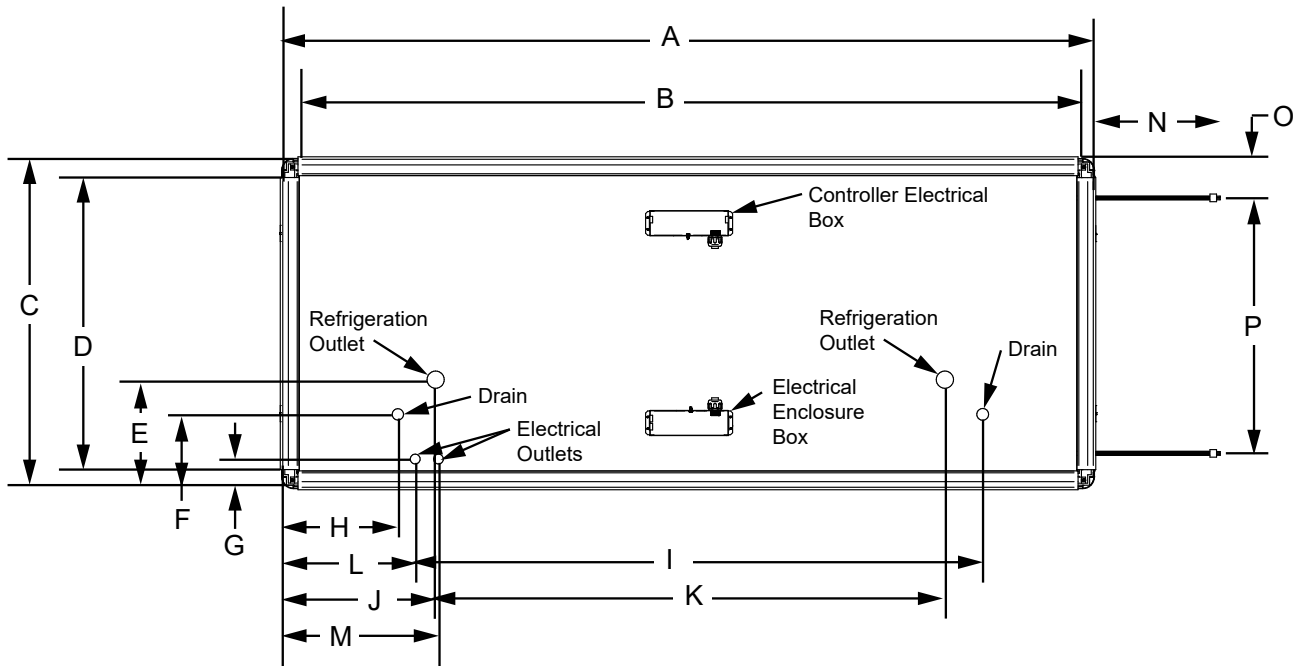 A
B
N
O
Controller Electrical
Box
C
D
P
Refrigeration
Outlet
Refrigeration
Outlet
Drain
Drain
Electrical
Enclosure
Box
E
Electrical
Outlets
F
G
H
L
I
J
K
M